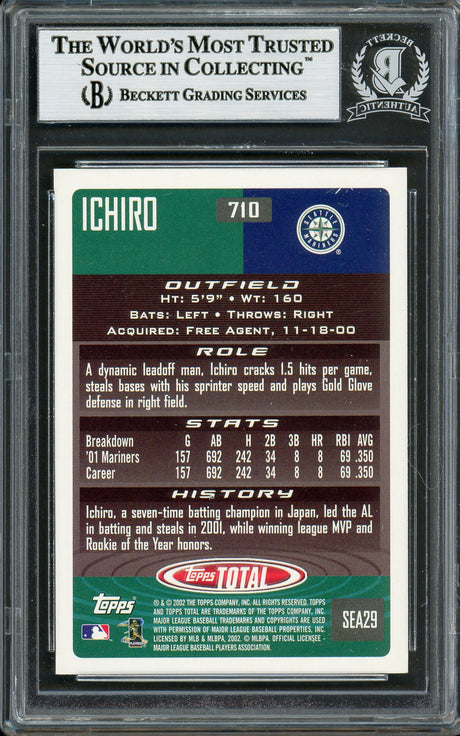 THE WORLD'S MOST TRUSTED
SOURCE IN COLLECTING™
B BECKETT GRADING SERVICES
BECKETT
B
AUTHENTIC
ICHIRO
710
SEATTLE
MARINERS
®
OUTFIELD
HT: 5'9" • WT: 160
BATS: LEFT • THROWS: RIGHT
ACQUIRED: FREE AGENT, 11-18-00
ROLE
A dynamic leadoff man, Ichiro cracks 1.5 hits per game,
steals bases with his sprinter speed and plays Gold Glove
defense in right field.
STATS
Breakdown G AB H 2B 3B HR RBI AVG
'01 Mariners 157 692 242 34 8 8 69 .350
Career 157 692 242 34 8 8 69 .350
HISTORY
Ichiro, a seven-time batting champion in Japan, led the AL
in batting and steals in 2001, while winning league MVP and
Rookie of the Year honors.
Topps TOTAL
Topps
® & © 2002 THE TOPPS COMPANY, INC. ALL RIGHTS RESERVED. TOPPS
AND TOPPS TOTAL ARE TRADEMARKS OF THE TOPPS COMPANY, INC.
MAJOR LEAGUE BASEBALL TRADEMARKS AND COPYRIGHTS ARE USED
WITH PERMISSION OF MAJOR LEAGUE BASEBALL PROPERTIES, INC.
LICENSED BY MLB & MLBPA, 2002. © MLBPA. OFFICIAL LICENSEE -
MAJOR LEAGUE BASEBALL PLAYERS ASSOCIATION.
SEA29